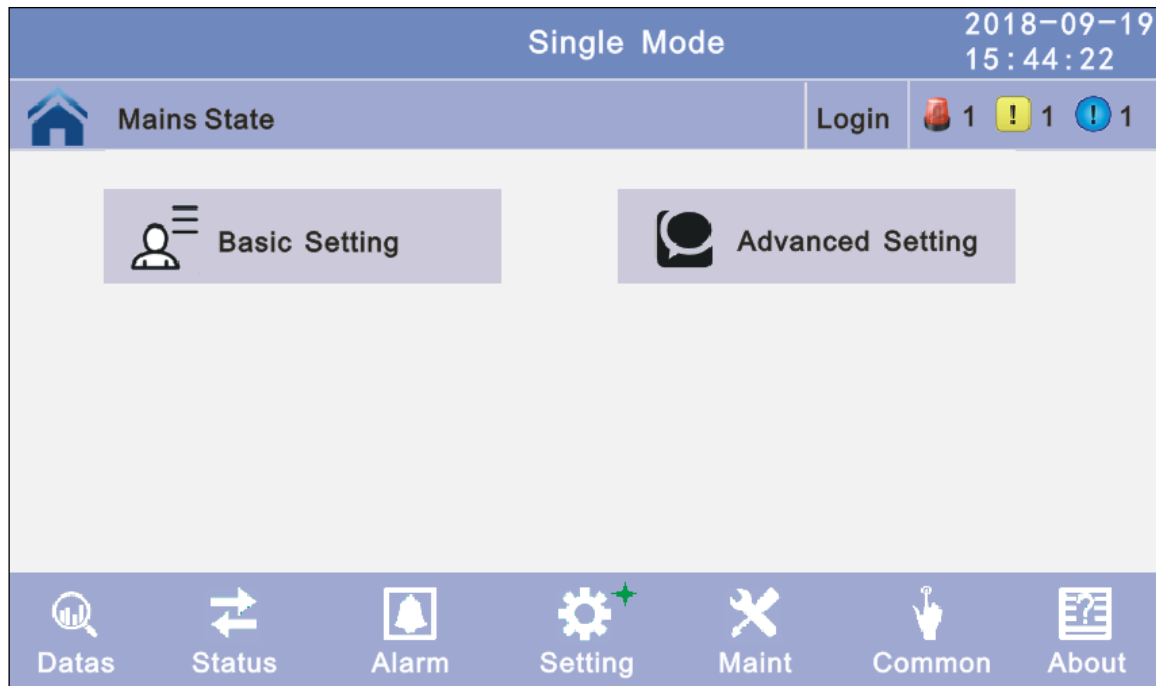 Single Mode
2018-09-19
15:44:22
Mains State
Login
1
! 1
! 1
Basic Setting
Advanced Setting
Datas
Status
Alarm
Setting
Maint
Common
?
About